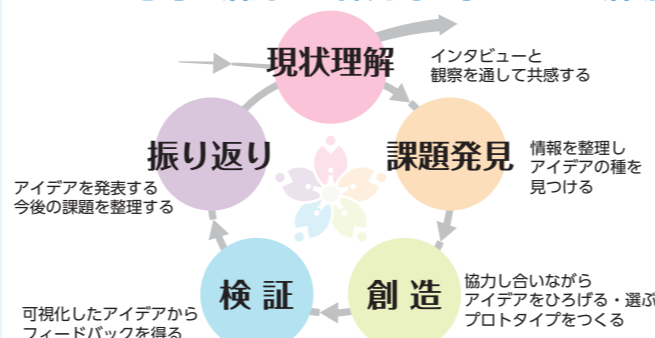 現状理解
インタビューと
観察を通して共感する
課題発見
情報を整理し
アイデアの種を
見つける
創造
協力し合いながら
アイデアをひろげる・選ぶ
プロトタイプをつくる
検証
可視化したアイデアから
フィードバックを得る
振り返り
アイデアを発表する
今後の課題を整理する